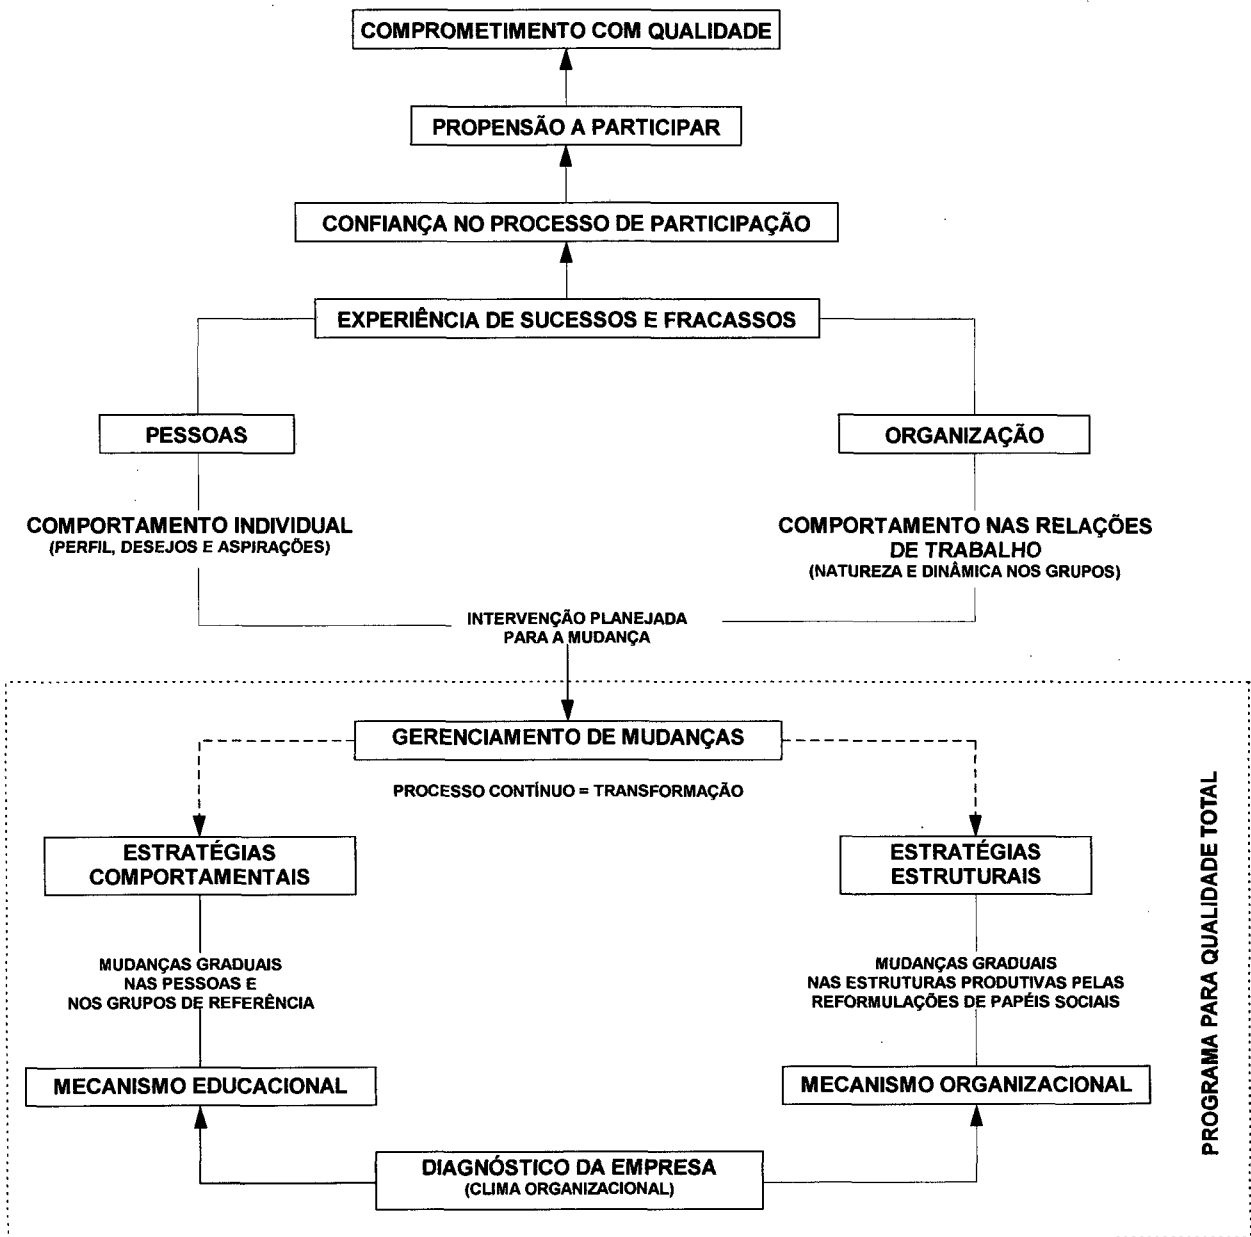 COMPROMETIMENTO COM QUALIDADE
PROPENSÃO A PARTICIPAR
CONFIANÇA NO PROCESSO DE PARTICIPAÇÃO
EXPERIÊNCIA DE SUCESSOS E FRACASSOS
PESSOAS
ORGANIZAÇÃO
COMPORTAMENTO INDIVIDUAL
(PERFIL, DESEJOS E ASPIRAÇÕES)
COMPORTAMENTO NAS RELAÇÕES
DE TRABALHO
(NATUREZA E DINÂMICA NOS GRUPOS)
INTERVENÇÃO PLANEJADA
PARA A MUDANÇA
GERENCIAMENTO DE MUDANÇAS
PROCESSO CONTÍNUO = TRANSFORMAÇÃO
ESTRATÉGIAS
COMPORTAMENTAIS
ESTRATÉGIAS
ESTRUTURAIS
MUDANÇAS GRADUAIS
NAS PESSOAS E
NOS GRUPOS DE REFERÊNCIA
MUDANÇAS GRADUAIS
NAS ESTRUTURAS PRODUTIVAS PELAS
REFORMULAÇÕES DE PAPÉIS SOCIAIS
MECANISMO EDUCACIONAL
MECANISMO ORGANIZACIONAL
DIAGNÓSTICO DA EMPRESA
(CLIMA ORGANIZACIONAL)
PROGRAMA PARA QUALIDADE TOTAL